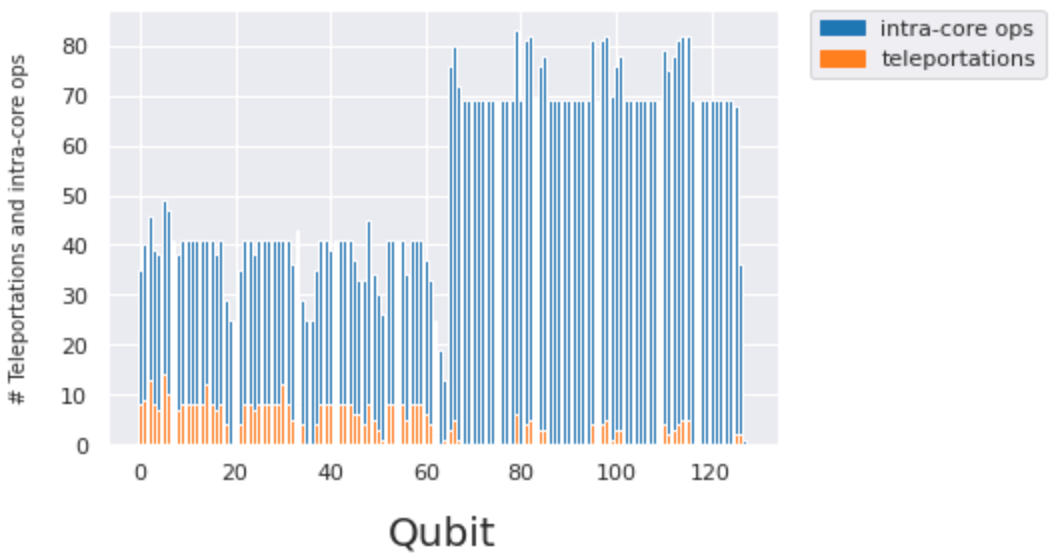 # Teleportations and intra-core ops
80
70
60
50
40
30
20
10
0
0 20 40 60 80 100 120
Qubit
intra-core ops
teleportations